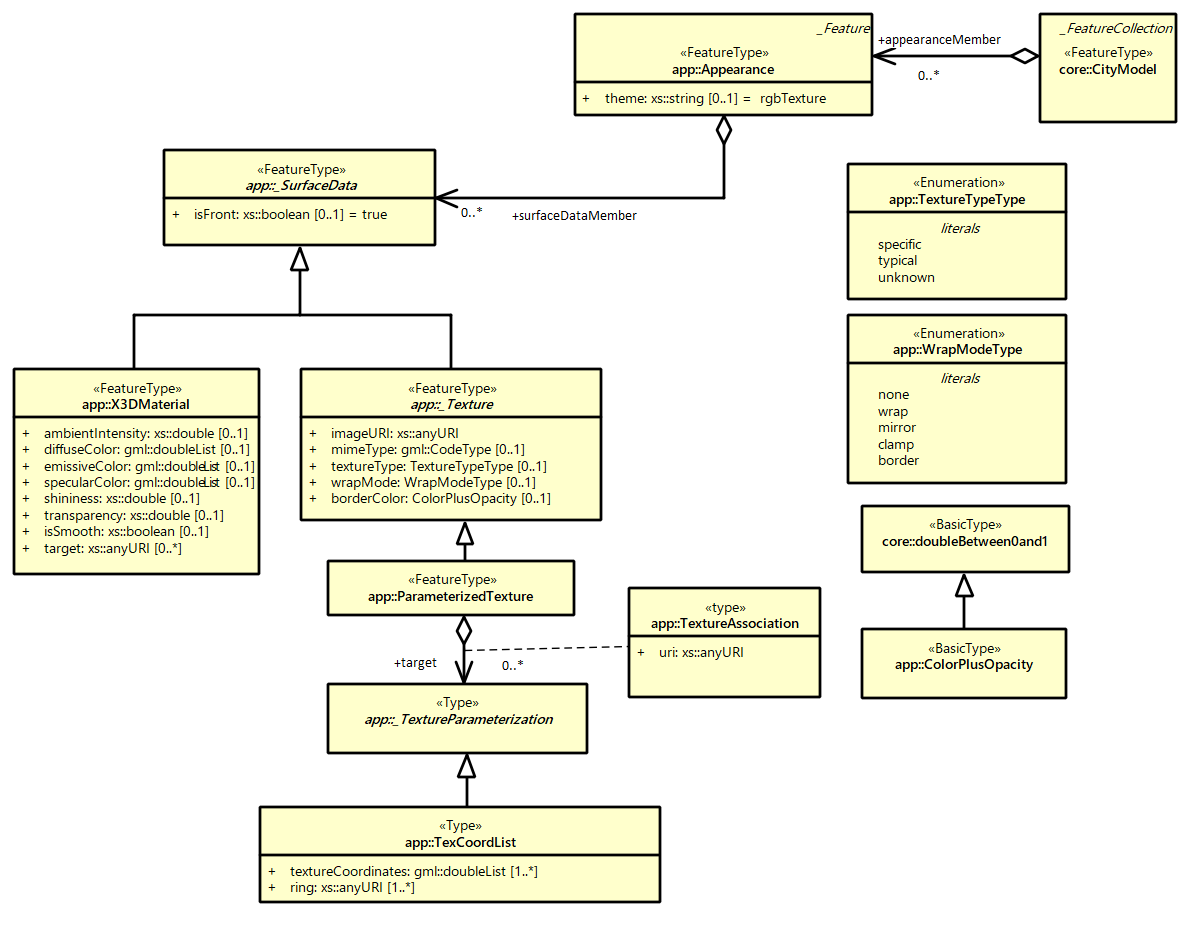 _Feature
«FeatureType»
app::Appearance
+ theme: xs::string [0..1] = rgbTexture
+appearanceMember
0..*
_FeatureCollection
«FeatureType»
core::CityModel
«FeatureType»
app::_SurfaceData
+ isFront: xs::boolean [0..1] = true
0..*
+surfaceDataMember
«Enumeration»
app::TextureTypeType
literals
specific
typical
unknown
«Enumeration»
app::WrapModeType
literals
none
wrap
mirror
clamp
border
«FeatureType»
app::X3DMaterial
+ ambientIntensity: xs::double [0..1]
+ diffuseColor: gml::doubleList [0..1]
+ emissiveColor: gml::doubleList [0..1]
+ specularColor: gml::doubleList [0..1]
+ shininess: xs::double [0..1]
+ transparency: xs::double [0..1]
+ isSmooth: xs::boolean [0..1]
+ target: xs::anyURI [0..*]
«FeatureType»
app::_Texture
+ imageURI: xs::anyURI
+ mimeType: gml::CodeType [0..1]
+ textureType: TextureTypeType [0..1]
+ wrapMode: WrapModeType [0..1]
+ borderColor: ColorPlusOpacity [0..1]
«BasicType»
core::doubleBetween0and1
«FeatureType»
app::ParameterizedTexture
«type»
app::TextureAssociation
+ uri: xs::anyURI
«BasicType»
app::ColorPlusOpacity
+target
0..*
«Type»
app::_TextureParameterization
«Type»
app::TexCoordList
+ textureCoordinates: gml::doubleList [1..*]
+ ring: xs::anyURI [1..*]